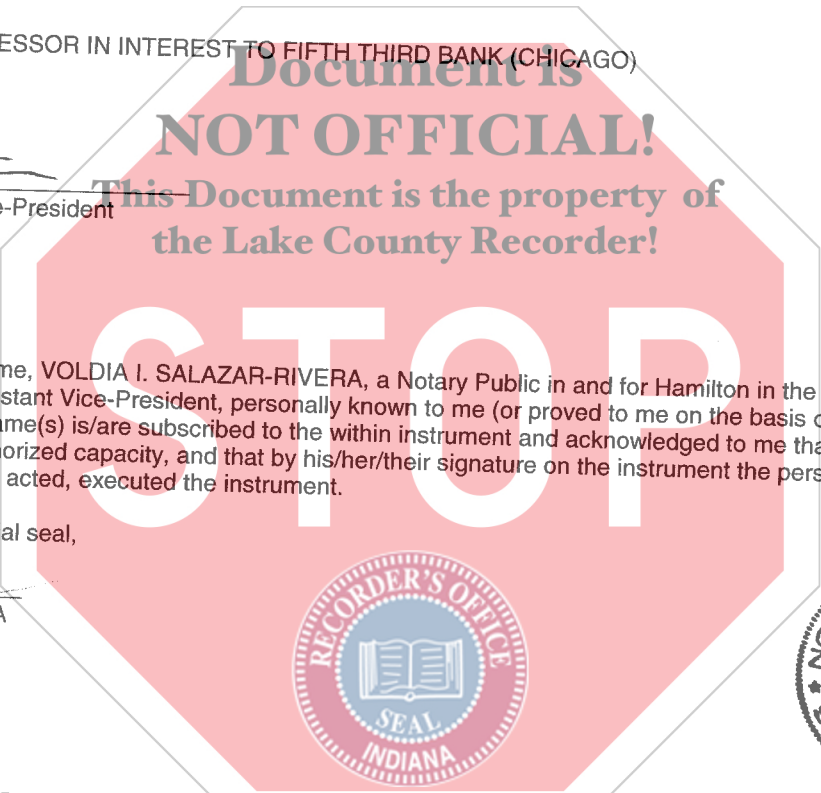 ESSOR IN INTEREST TO FIFTH THIRD BANK (CHICAGO)
Document is
NOT OFFICIAL!
This Document is the property of
the Lake County Recorder!
e-President
STOP
me, VOLDIA I. SALAZAR-RIVERA, a Notary Public in and for Hamilton in the
stant Vice-President, personally known to me (or proved to me on the basis o
ame(s) is/are subscribed to the within instrument and acknowledged to me tha
norized capacity, and that by his/her/their signature on the instrument the pers
acted, executed the instrument.
al seal,
A
RECORDER'S OFFICE
SEAL
INDIANA
NO